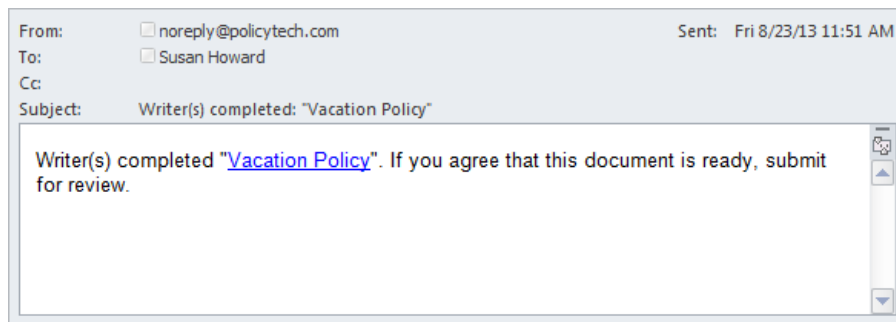 From: noreply@policytech.com Sent: Fri 8/23/13 11:51 AM
To: Susan Howard
Cc:
Subject: Writer(s) completed: "Vacation Policy"
Writer(s) completed "Vacation Policy". If you agree that this document is ready, submit
for review.